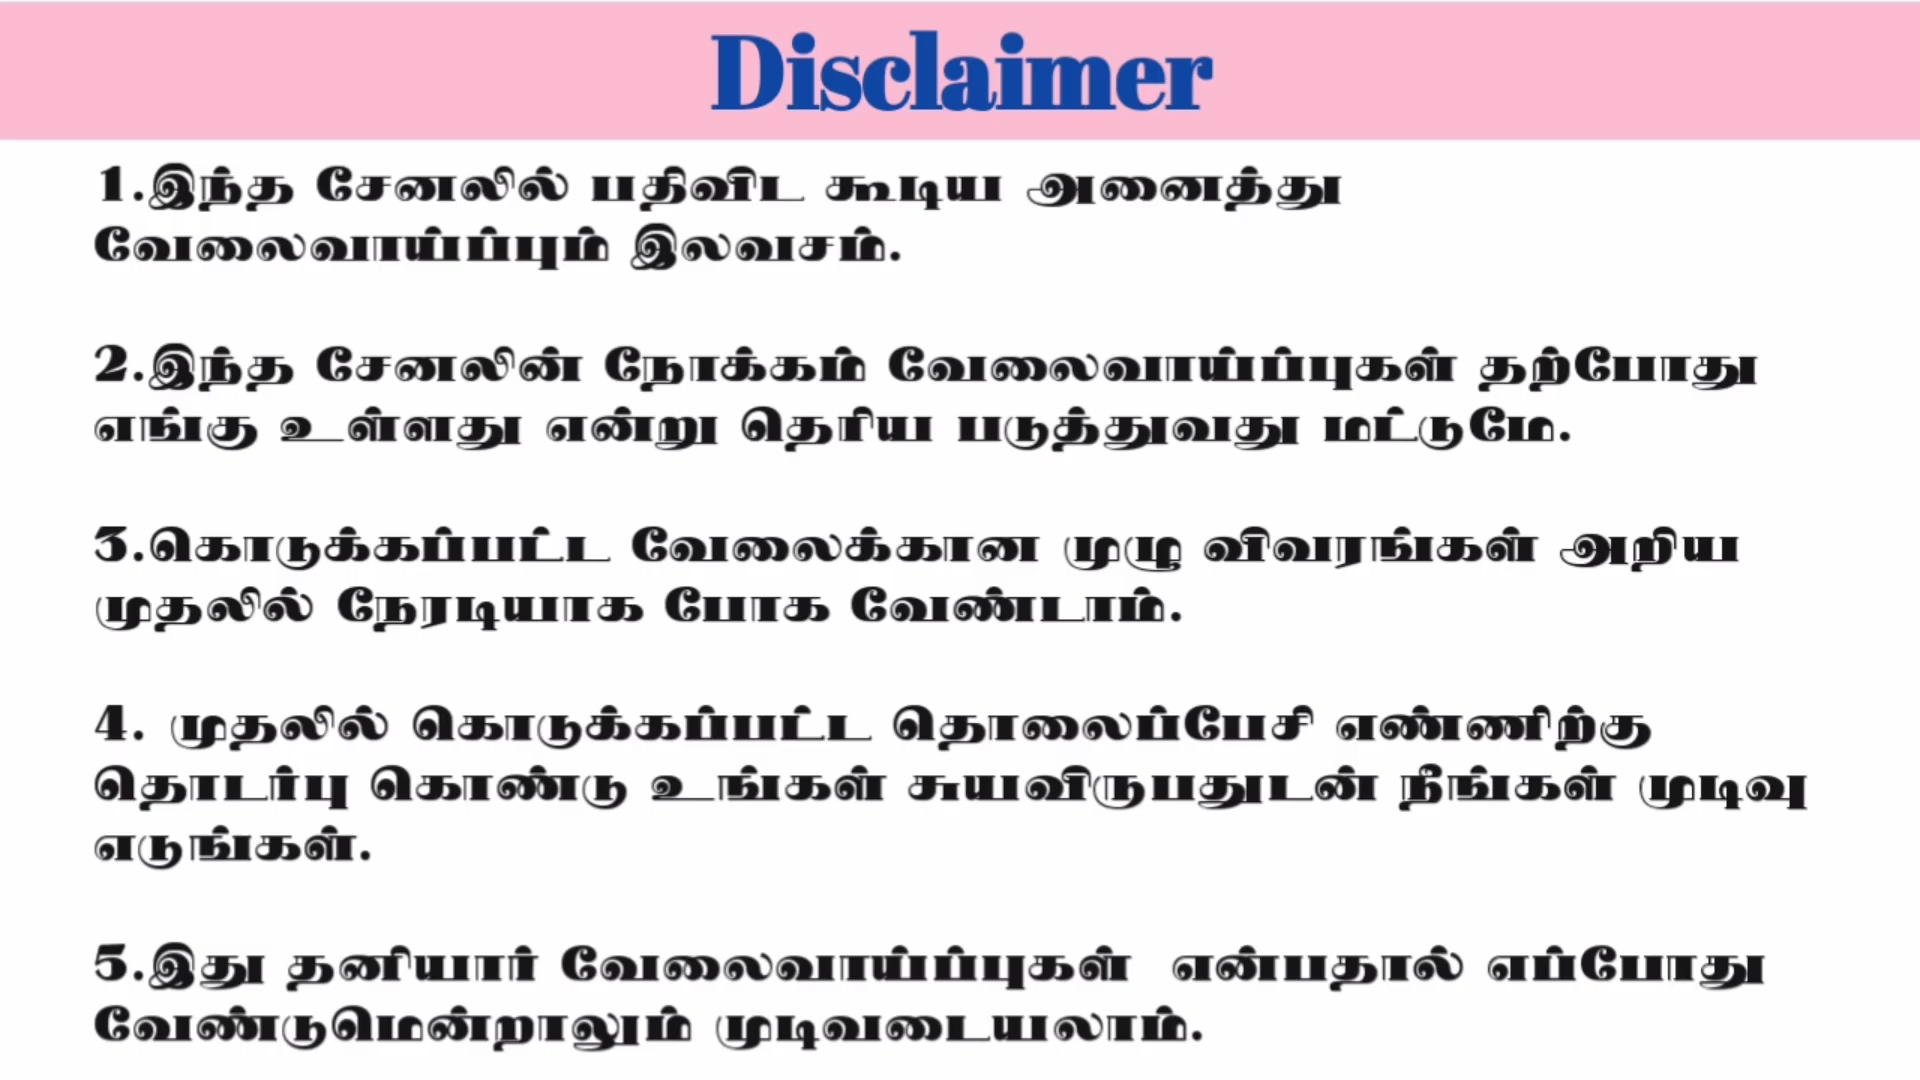 Disclaimer
1.இந்த சேனலில் பதிவிட கூடிய அனைத்து
வேலைவாய்ப்பும் இலவசம்.
2.இந்த சேனலின் நோக்கம் வேலைவாய்ப்புகள் தற்போது
எங்கு உள்ளது என்று தெரிய படுத்துவது மட்டுமே.
3.கொடுக்கப்பட்ட வேலைக்கான முழு விவரங்கள் அறிய
முதலில் நேரடியாக போக வேண்டாம்.
4. முதலில் கொடுக்கப்பட்ட தொலைப்பேசி எண்ணிற்கு
தொடர்பு கொண்டு உங்கள் சுயவிருபதுடன் நீங்கள் முடிவு
எடுங்கள்.
5.இது தனியார் வேலைவாய்ப்புகள் என்பதால் எப்போது
வேண்டுமென்றாலும் முடிவடையலாம்.